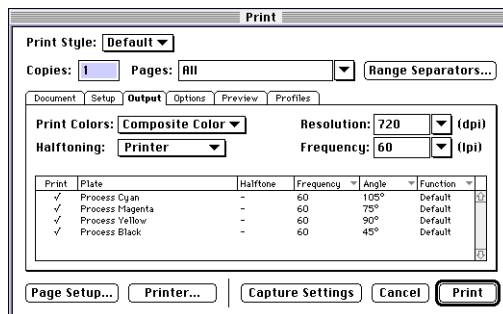 Print
Print Style: Default
Copies: 1 Pages: All Range Separators...
Document Setup Output Options Preview Profiles
Print Colors: Composite Color Resolution: 720 (dpi)
Halftoning: Printer Frequency: 60 (lpi)
Print Plate Halftone Frequency Angle Function
✓ Process Cyan - 60 105° Default
✓ Process Magenta - 60 75° Default
✓ Process Yellow - 60 90° Default
✓ Process Black - 60 45° Default
Page Setup... Printer... Capture Settings Cancel Print